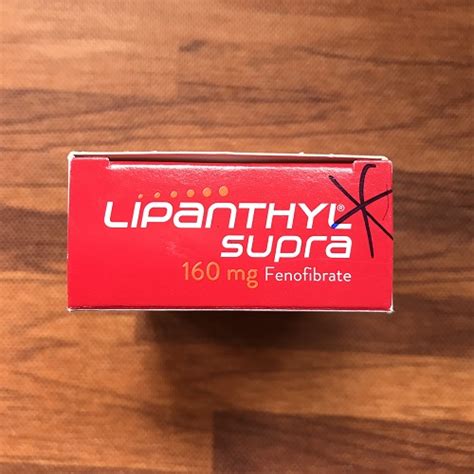 LIPANTHYL®
supra
160 mg Fenofibrate